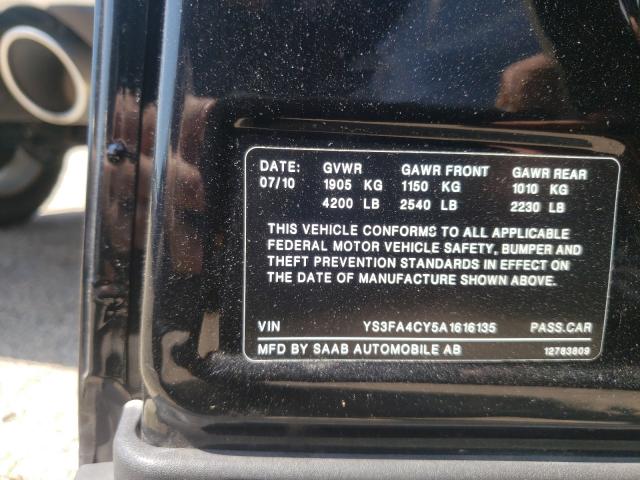 DATE: GVWR GAWR FRONT GAWR REAR
07/10 1905 KG 1150 KG 1010 KG
4200 LB 2540 LB 2230 LB
THIS VEHICLE CONFORMS TO ALL APPLICABLE
FEDERAL MOTOR VEHICLE SAFETY, BUMPER AND
THEFT PREVENTION STANDARDS IN EFFECT ON
THE DATE OF MANUFACTURE SHOWN ABOVE.
VIN YS3FA4CY5A1616135 PASS.CAR
MFD BY SAAB AUTOMOBILE AB 12783809